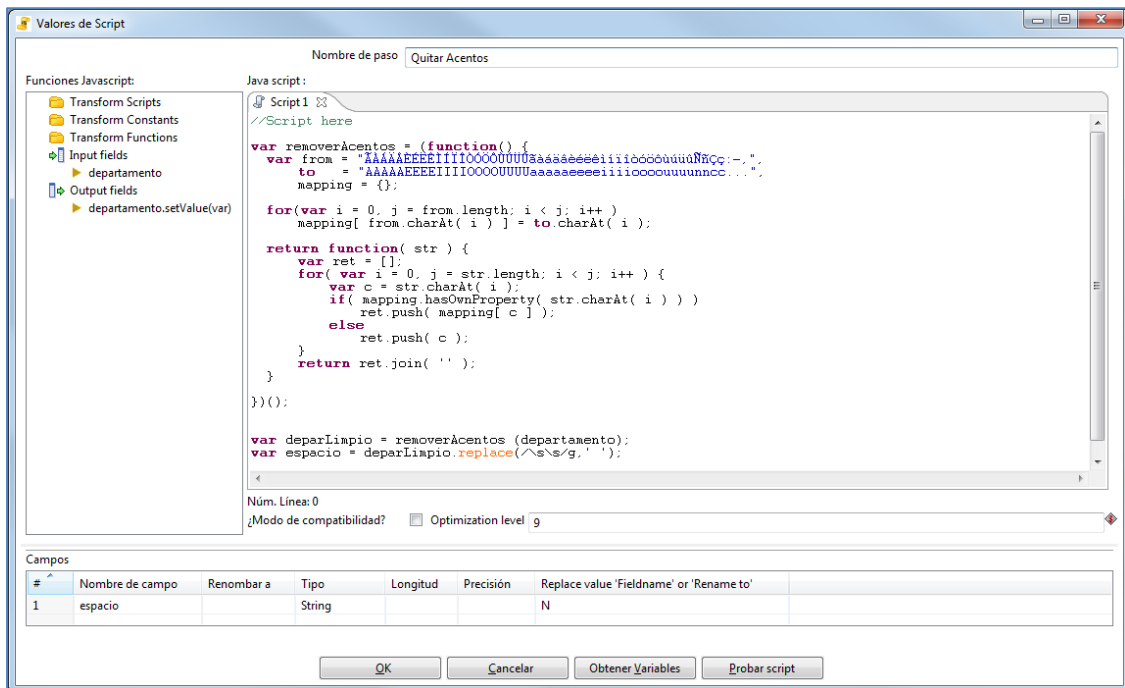 Valores de Script
Nombre de paso Quitar Acentos
Funciones Javascript:
Java script :
Transform Scripts
Transform Constants
Transform Functions
Input fields
departamento
Output fields
departamento.setValue(var)
Script 1
//Script here
var removerAcentos = (function() {
var from = "ÃÀÁÄÂÈÉËÊÌÍÏÎÒÓÖÔÙÚÜÛãàáäâèéëêìíïîòóöôùúüûÑñÇç:-,",
to = "AAAAAEEEEIIIIOOOOUUUUaaaaaeeeeiiiioooouuuunncc...",
mapping = {};
for(var i = 0, j = from.length; i < j; i++ )
mapping[ from.charAt( i ) ] = to.charAt( i );
return function( str ) {
var ret = [];
for( var i = 0, j = str.length; i < j; i++ ) {
var c = str.charAt( i );
if( mapping.hasOwnProperty( str.charAt( i ) ) )
ret.push( mapping[ c ] );
else
ret.push( c );
}
return ret.join( '' );
}
})();
var deparLimpio = removerAcentos (departamento);
var espacio = deparLimpio.replace(/\s\s/g,' ');
Núm. Línea: 0
¿Modo de compatibilidad? Optimization level 9
Campos
# Nombre de campo Renombar a Tipo Longitud Precisión Replace value 'Fieldname' or 'Rename to'
1 espacio String N
OK Cancelar Obtener Variables Probar script